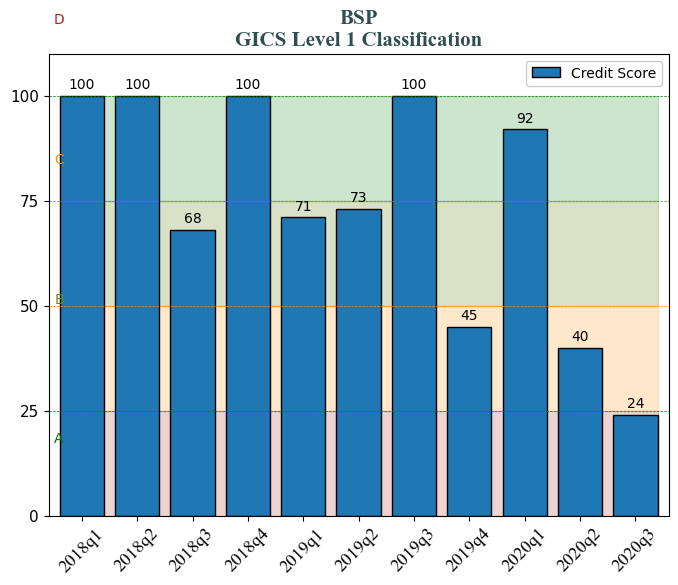 D
BSP
GICS Level 1 Classification
Credit Score
100
100
100
100
100
92
C
75
73
71
68
B
50
45
40
25
24
A
0
2018q1
2018q2
2018q3
2018q4
2019q1
2019q2
2019q3
2019q4
2020q1
2020q2
2020q3